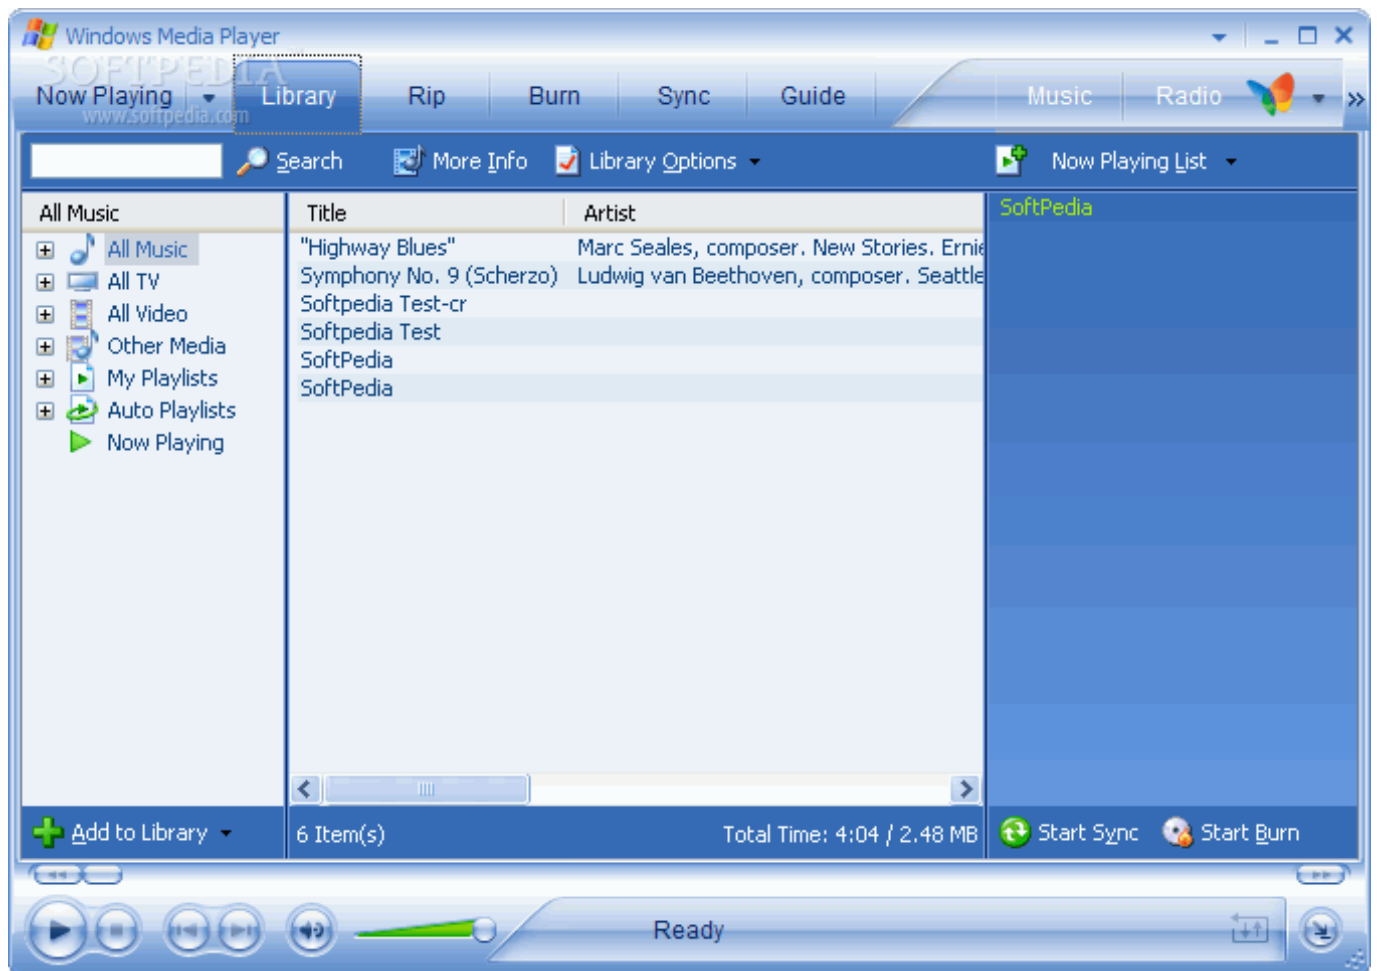 Windows Media Player
SOFTPEDIA
www.softpedia.com
Now Playing Library Rip Burn Sync Guide Music Radio
Search More Info Library Options Now Playing List
All Music Title Artist SoftPedia
All Music
All TV
All Video
Other Media
My Playlists
Auto Playlists
Now Playing
"Highway Blues" Marc Seales, composer. New Stories. Ernie
Symphony No. 9 (Scherzo) Ludwig van Beethoven, composer. Seattle
Softpedia Test-cr
Softpedia Test
SoftPedia
SoftPedia
Add to Library 6 Item(s) Total Time: 4:04 / 2.48 MB Start Sync Start Burn
Ready